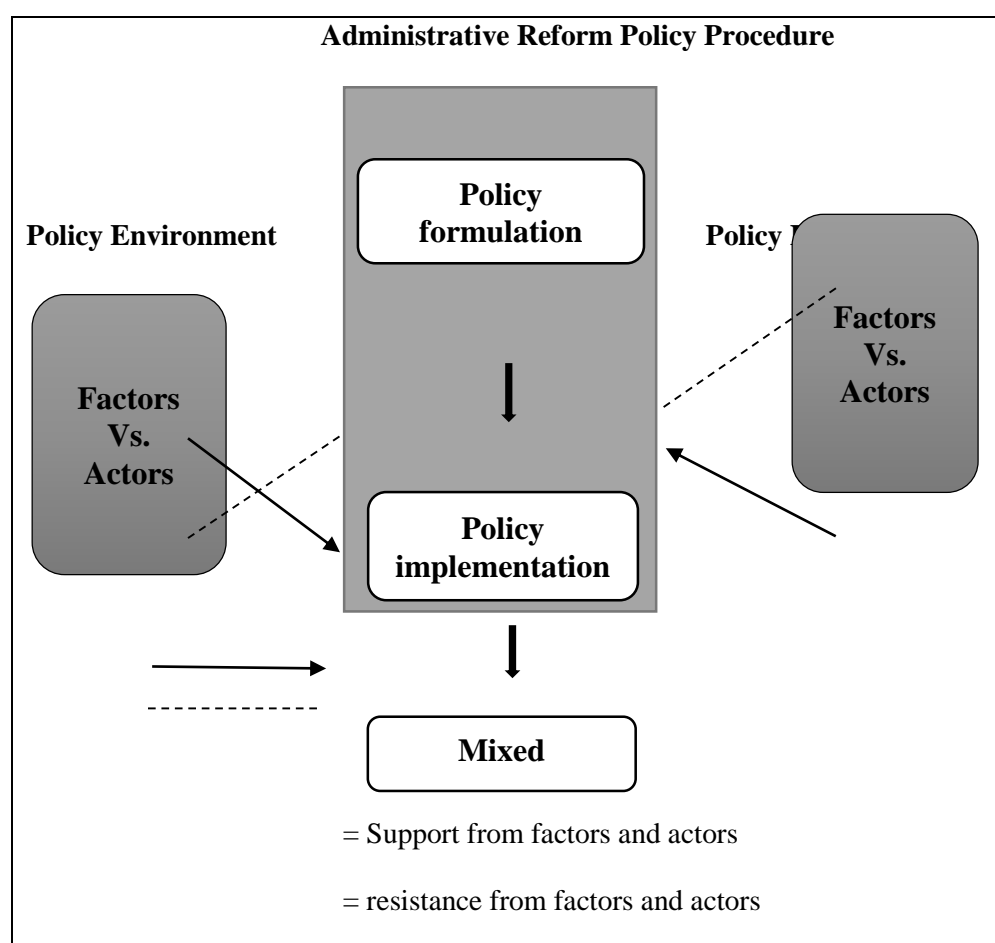 Administrative Reform Policy Procedure
Policy
formulation
Policy Environment
Policy
Factors
Vs.
Actors
Factors
Vs.
Actors
Policy
implementation
Mixed
= Support from factors and actors
= resistance from factors and actors